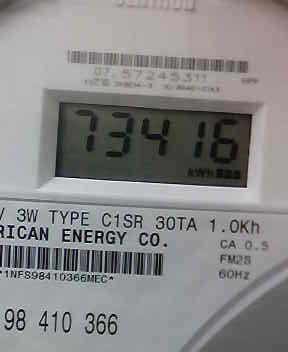 07 57245311
73416
kWh
V 3W TYPE C1SR 30TA 1.0Kh
RICAN ENERGY CO.
CA 0.5
FM2S
60Hz
*1NFS98410366MEC*
98 410 366